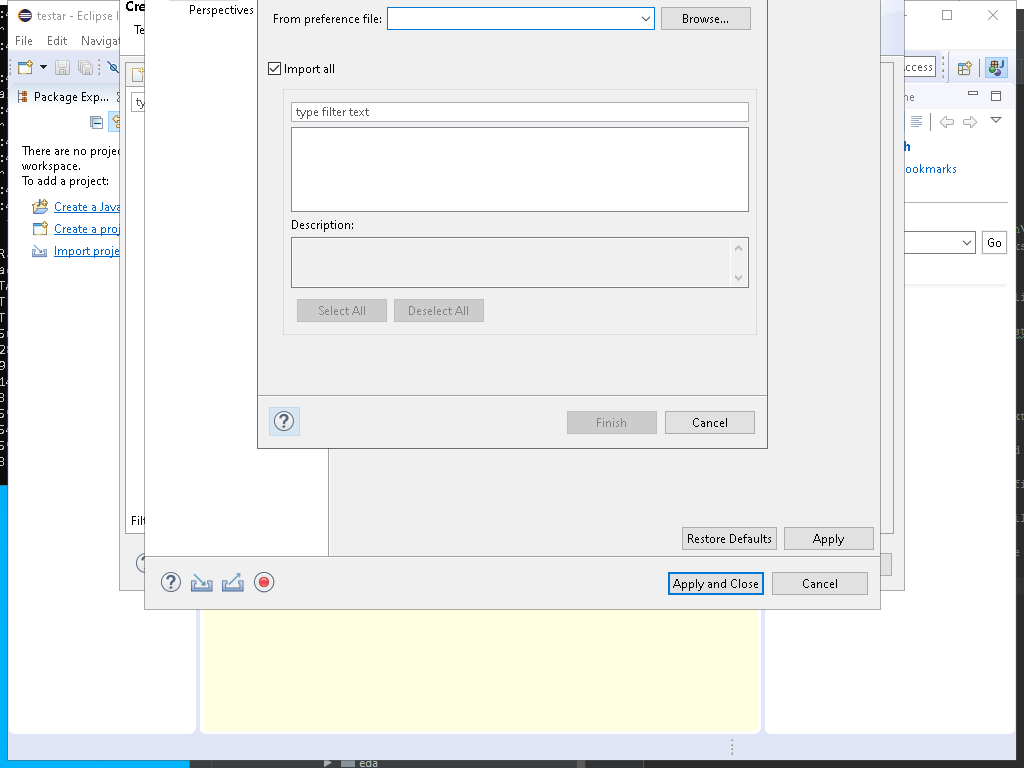 testar - Eclipse I
File Edit Navigat
Cre
Te
Perspectives
From preference file:
Browse...
Import all
type filter text
Description:
Select All
Deselect All
Finish
Cancel
Package Exp...
There are no projec
workspace.
To add a project:
Create a Java
Create a proj
Import proje
ty
Filt
ccess
ne
h
ookmarks
Go
Restore Defaults
Apply
Apply and Close
Cancel
eda